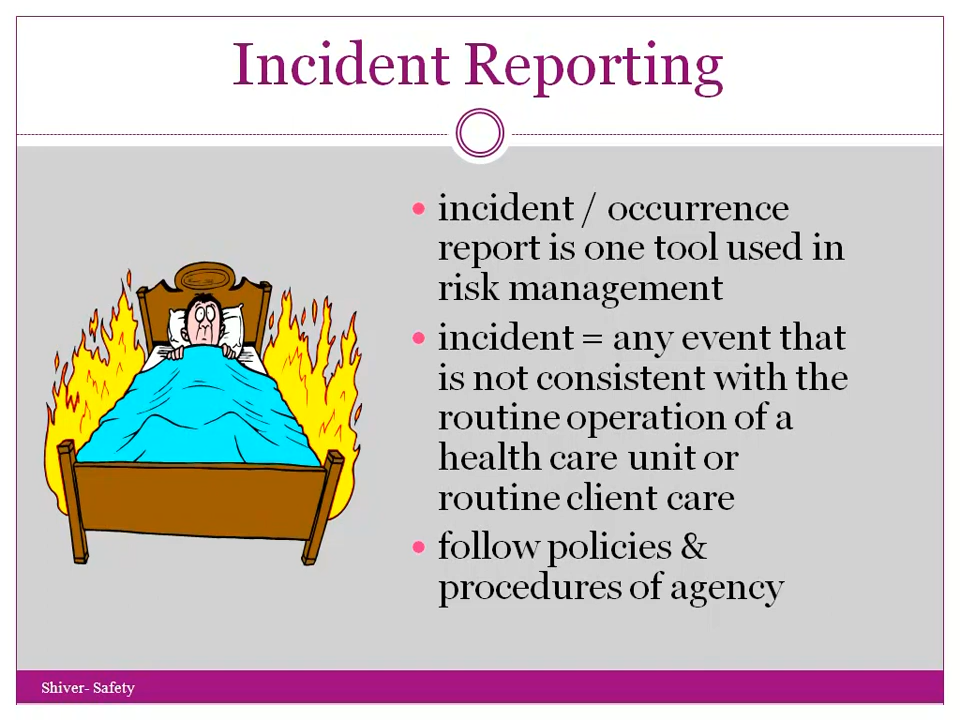 Incident Reporting
• incident / occurrence
report is one tool used in
risk management
• incident = any event that
is not consistent with the
routine operation of a
health care unit or
routine client care
• follow policies &
procedures of agency
Shiver- Safety